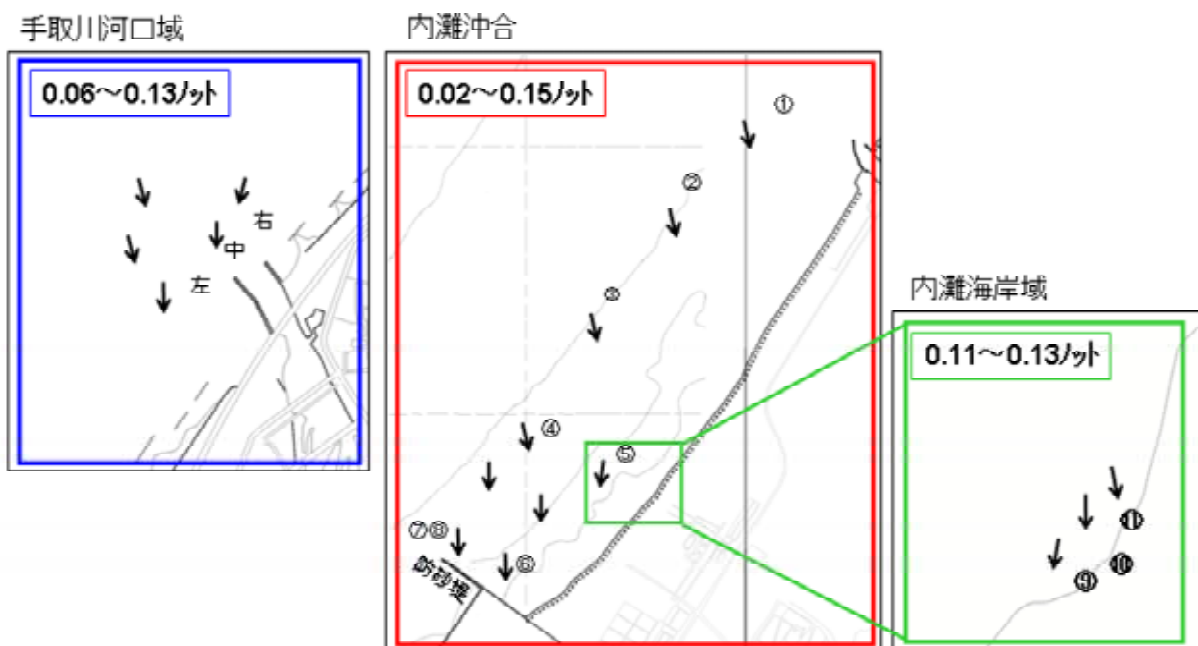 手取川河口域
0.06～0.13ﾉｯﾄ
右
中
左
内灘沖合
0.02～0.15ﾉｯﾄ
①
②
③
④
⑤
⑦⑧
⑥
防砂堤
内灘海岸域
0.11～0.13ﾉｯﾄ
⑪
⑩
⑨